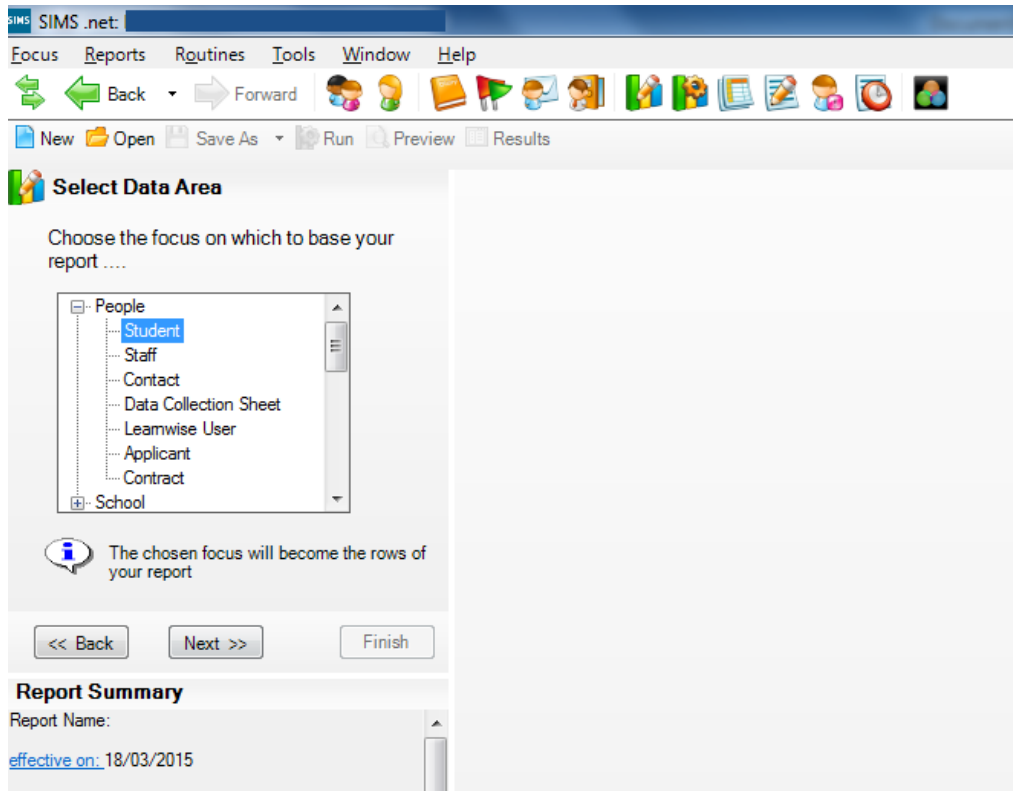 SIMS SIMS .net:
Focus Reports Routines Tools Window Help
Back Forward
New Open Save As Run Preview Results
Select Data Area
Choose the focus on which to base your
report ....
People
Student
Staff
Contact
Data Collection Sheet
Learnwise User
Applicant
Contract
School
The chosen focus will become the rows of
your report
<< Back Next >> Finish
Report Summary
Report Name:
effective on: 18/03/2015